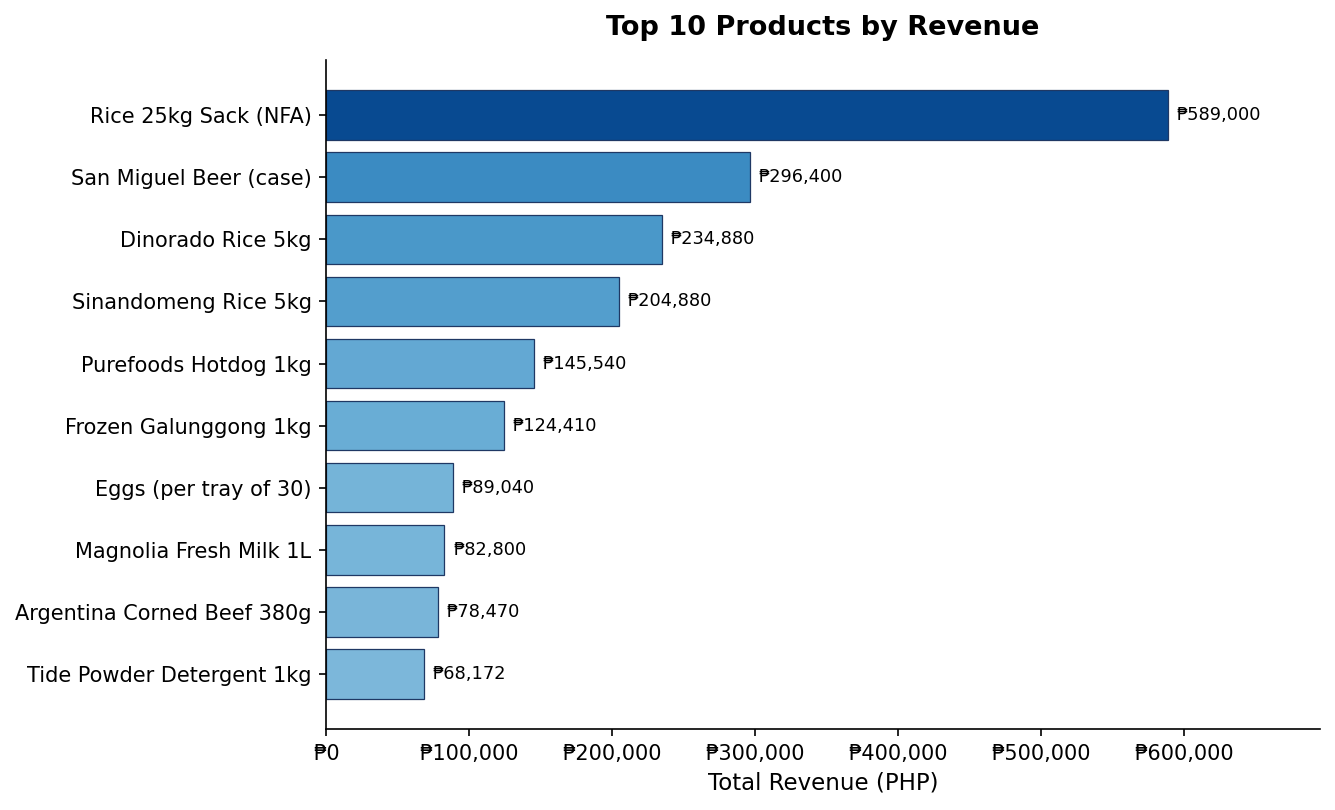 Top 10 Products by Revenue
Rice 25kg Sack (NFA) ₱589,000
San Miguel Beer (case) ₱296,400
Dinorado Rice 5kg ₱234,880
Sinandomeng Rice 5kg ₱204,880
Purefoods Hotdog 1kg ₱145,540
Frozen Galunggong 1kg ₱124,410
Eggs (per tray of 30) ₱89,040
Magnolia Fresh Milk 1L ₱82,800
Argentina Corned Beef 380g ₱78,470
Tide Powder Detergent 1kg ₱68,172
₱0 ₱100,000 ₱200,000 ₱300,000 ₱400,000 ₱500,000 ₱600,000
Total Revenue (PHP)